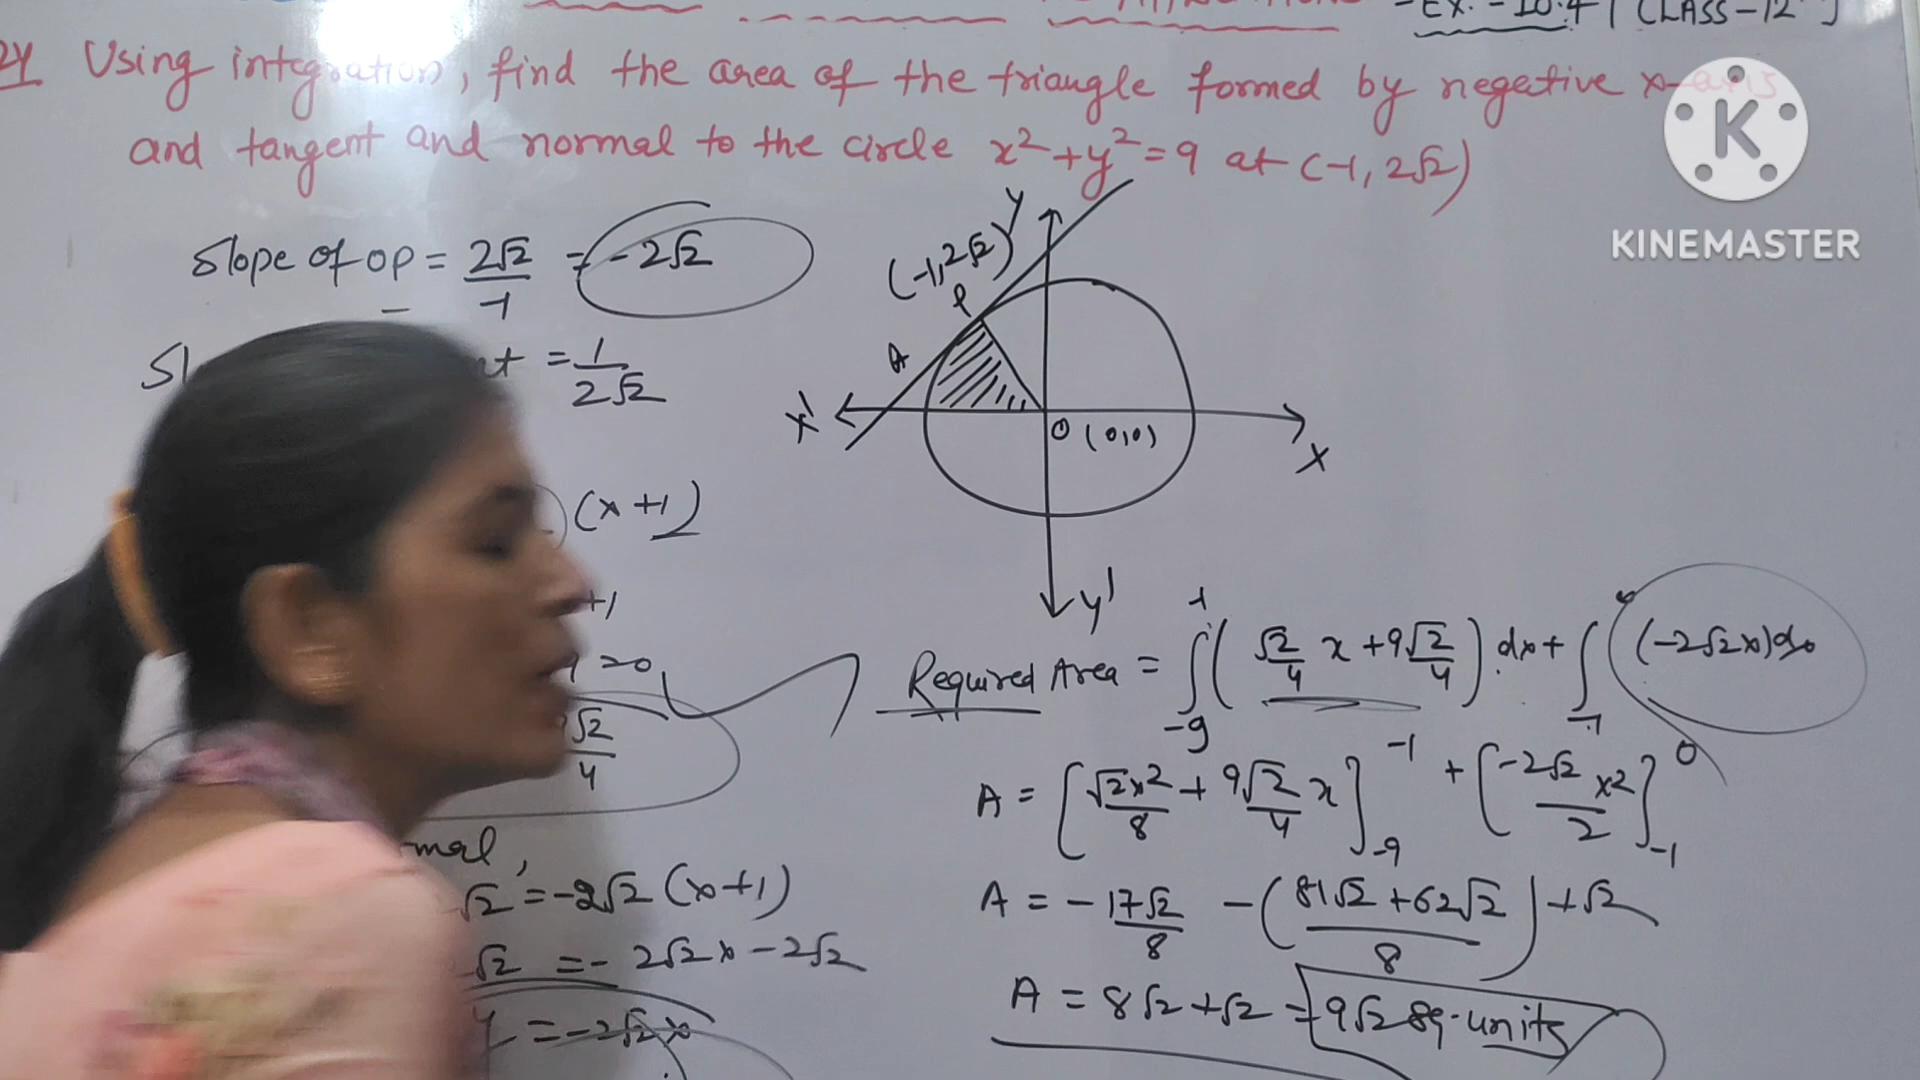 -Ex.-10.4 | CLASS-12
Using integration, find the area of the triangle formed by negetive x-axis
and tangent and normal to the circle x²+y²=9 at (-1, 2√2)
KINEMASTER
K
Slope of OP = 2√2/-1 = -2√2
= 1/2√2
(x+1)
+1
=0
√2/4
√2 = -2√2 (x+1)
√2 = -2√2x-2√2
y = -2√2x
(-1, 2√2)
P
A
Y
X'
O (0,0)
X
Y'
Required Area = ∫₋₉⁻¹ (√2/4 x + 9√2/4) dx + ∫₋₁ (-2√2x)dx
A = [√2x²/8 + 9√2/4 x]₋₉⁻¹ + [-2√2/2 x²]₋₁⁰
A = -17√2/8 - (81√2+62√2/8) + √2
A = 8√2+√2 = 9√2 sq. units